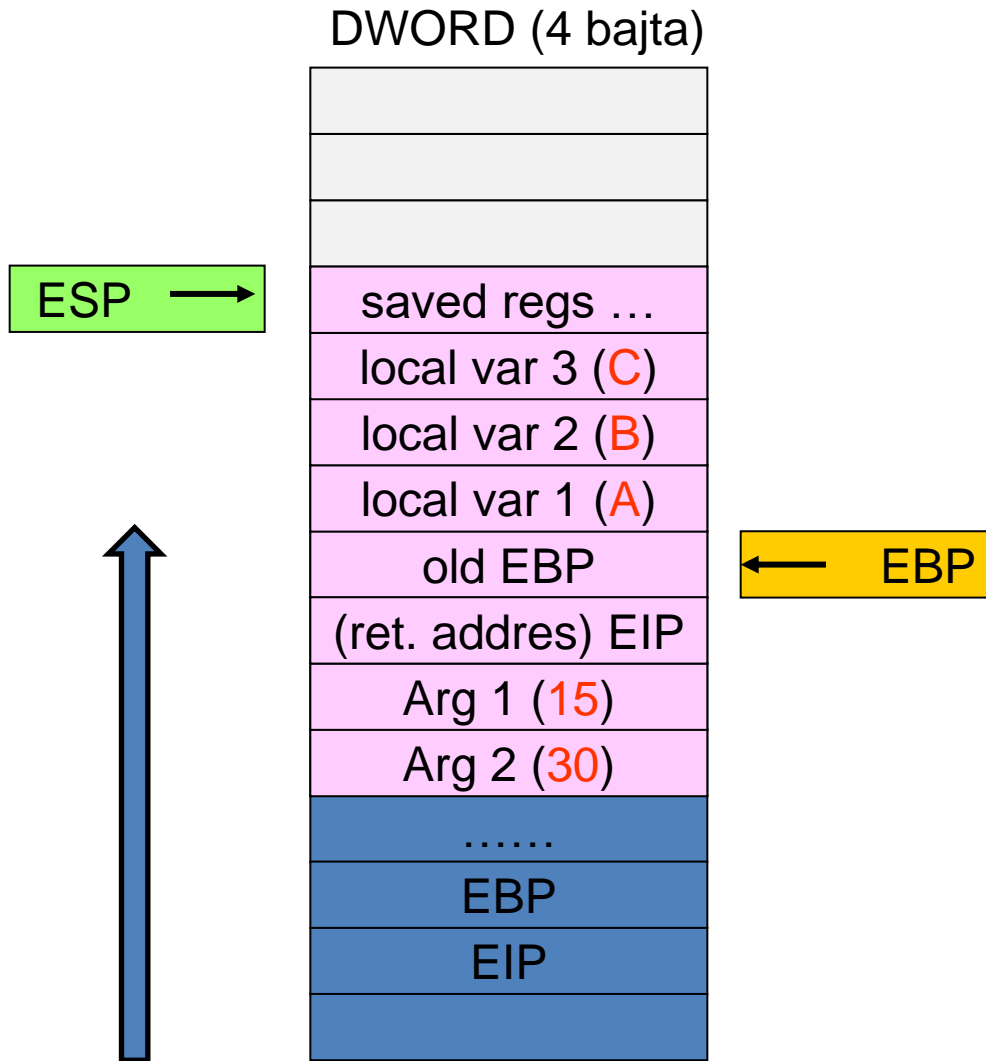 DWORD (4 bajta)
ESP
saved regs …
local var 3 (C)
local var 2 (B)
local var 1 (A)
old EBP
EBP
(ret. addres) EIP
Arg 1 (15)
Arg 2 (30)
……
EBP
EIP